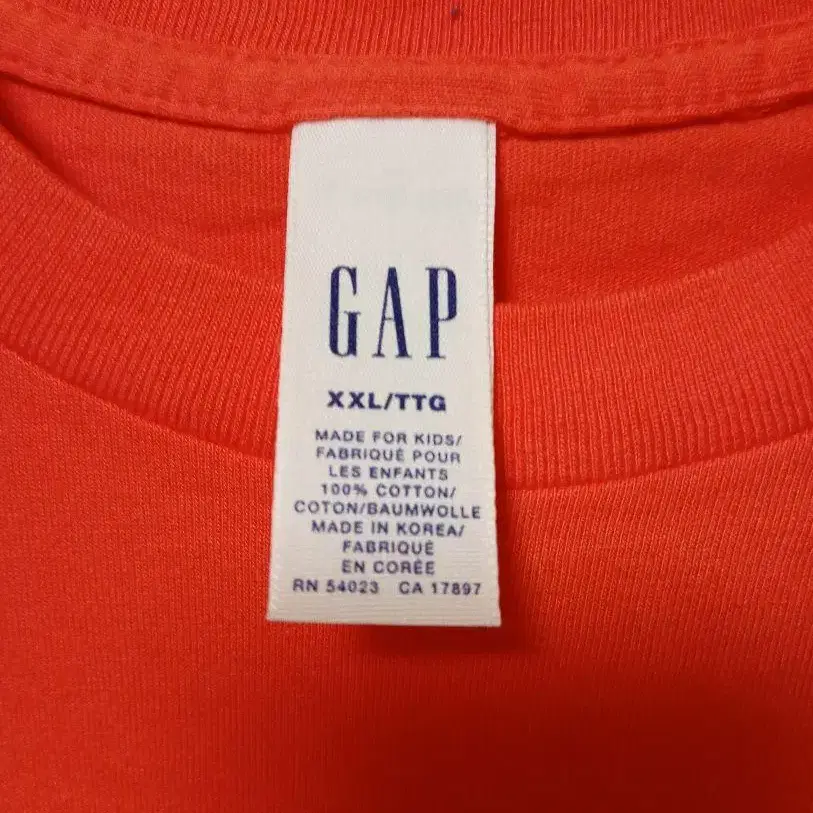 GAP
XXL/TTG
MADE FOR KIDS/
FABRIQUÉ POUR
LES ENFANTS
100% COTTON/
COTON/BAUMWOLLE
MADE IN KOREA/
FABRIQUÉ
EN CORÉE
RN 54023 CA 17897